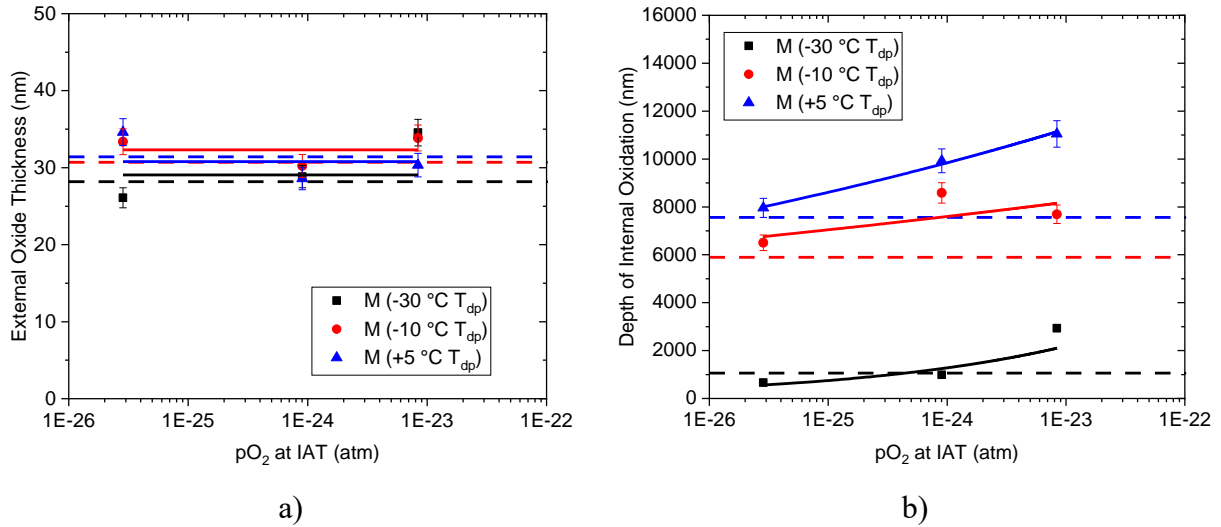 60
50
40
30
20
10
0
External Oxide Thickness (nm)
M (-30 °C Tdp)
M (-10 °C Tdp)
M (+5 °C Tdp)
1E-26 1E-25 1E-24 1E-23 1E-22
pO2 at IAT (atm)
a)
16000
14000
12000
10000
8000
6000
4000
2000
0
Depth of Internal Oxidation (nm)
M (-30 °C Tdp)
M (-10 °C Tdp)
M (+5 °C Tdp)
1E-26 1E-25 1E-24 1E-23 1E-22
pO2 at IAT (atm)
b)